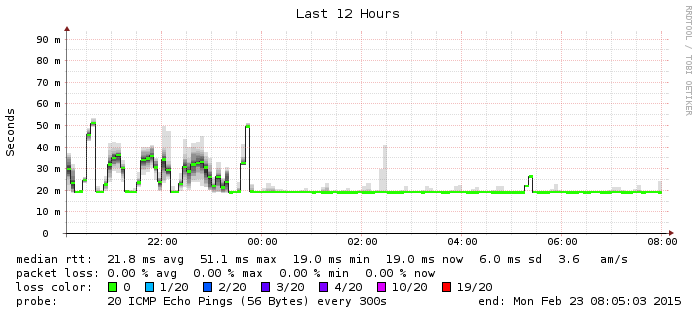 Last 12 Hours
RRDTOOL / TOBI OETIKER
Seconds
90 m
80 m
70 m
60 m
50 m
40 m
30 m
20 m
10 m
0
22:00 00:00 02:00 04:00 06:00 08:00
median rtt: 21.8 ms avg 51.1 ms max 19.0 ms min 19.0 ms now 6.0 ms sd 3.6 am/s
packet loss: 0.00 % avg 0.00 % max 0.00 % min 0.00 % now
loss color: 0 1/20 2/20 3/20 4/20 10/20 19/20
probe: 20 ICMP Echo Pings (56 Bytes) every 300s end: Mon Feb 23 08:05:03 2015